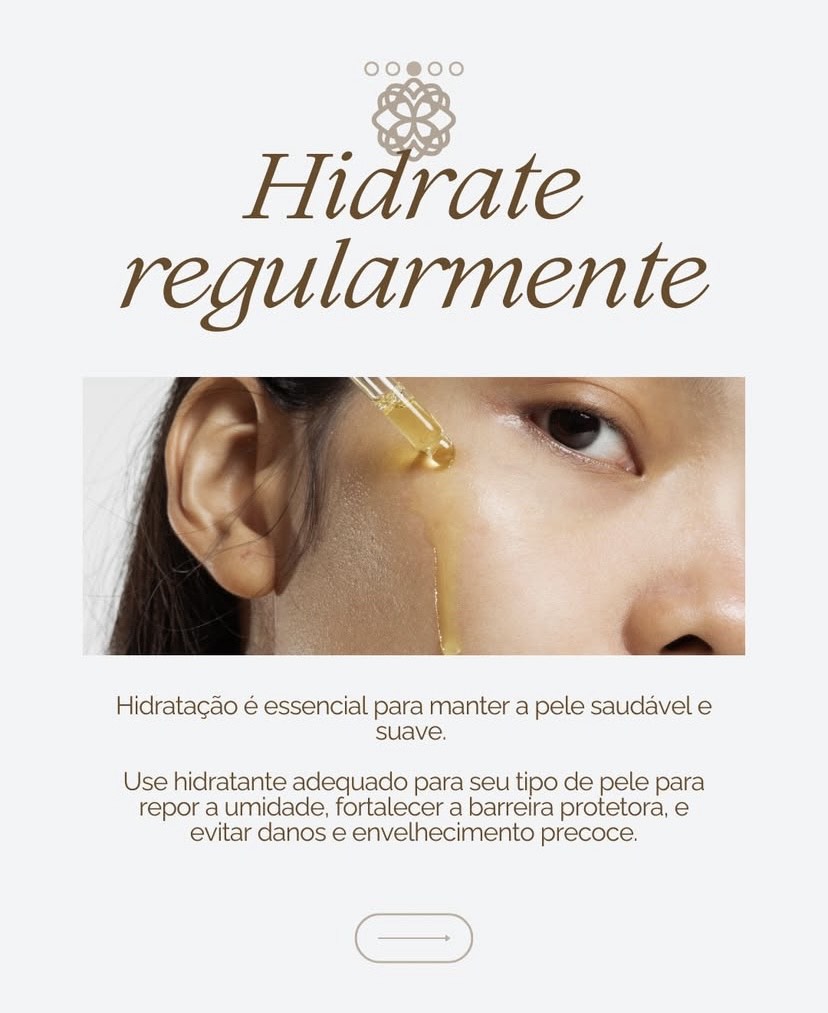 Hidrate
regularmente
Hidratação é essencial para manter a pele saudável e
suave.
Use hidratante adequado para seu tipo de pele para
repor a umidade, fortalecer a barreira protetora, e
evitar danos e envelhecimento precoce.